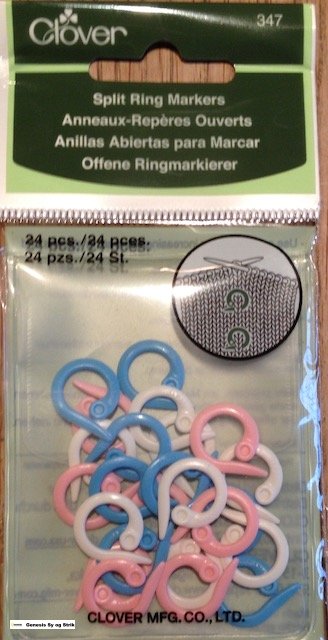 Clover
347
Split Ring Markers
Anneaux-Repères Ouverts
Anillas Abiertas para Marcar
Offene Ringmarkierer
24 pcs./24 pces.
24 pzs./24 St.
CLOVER MFG.CO.,LTD.
Genesis Sy og Strik